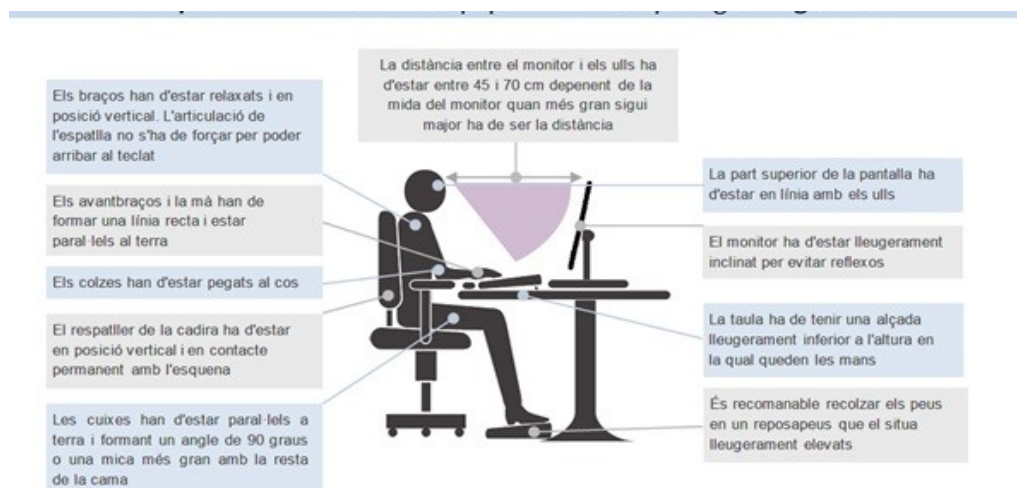 La distància entre el monitor i els ulls ha
d'estar entre 45 i 70 cm depenent de la
mida del monitor quan més gran sigui
major ha de ser la distància
Els braços han d'estar relaxats i en
posició vertical. L'articulació de
l'espatlla no s'ha de forçar per poder
arribar al teclat
Els avantbraços i la mà han de
formar una línia recta i estar
paral·lels al terra
Els colzes han d'estar pegats al cos
El respatller de la cadira ha d'estar
en posició vertical i en contacte
permanent amb l'esquena
Les cuixes han d'estar paral·lels a
terra i formant un angle de 90 graus
o una mica més gran amb la resta
de la cama
La part superior de la pantalla ha
d'estar en línia amb els ulls
El monitor ha d'estar lleugerament
inclinat per evitar reflexos
La taula ha de tenir una alçada
lleugerament inferior a l'altura en
la qual queden les mans
És recomanable recolzar els peus
en un reposapeus que el situa
lleugerament elevats